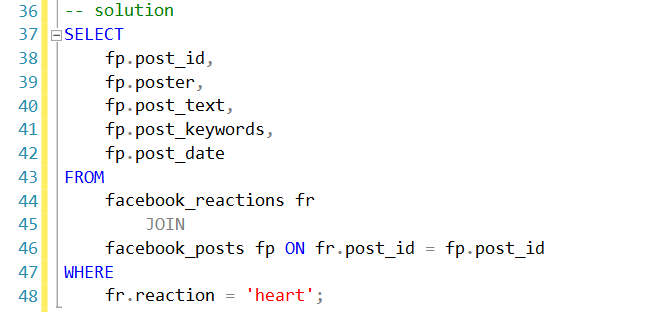 36 -- solution
37 SELECT
38 fp.post_id,
39 fp.poster,
40 fp.post_text,
41 fp.post_keywords,
42 fp.post_date
43 FROM
44 facebook_reactions fr
45 JOIN
46 facebook_posts fp ON fr.post_id = fp.post_id
47 WHERE
48 fr.reaction = 'heart';